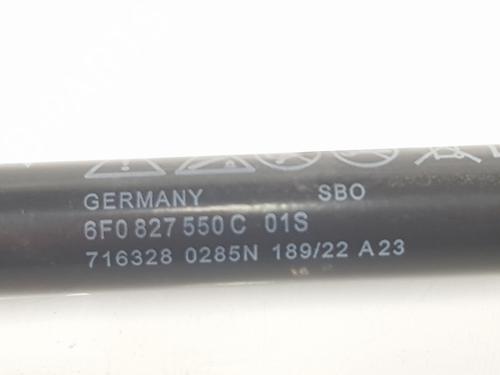 GERMANY SBO
6F0 827 550 C 01S
716328 0285N 189/22 A23